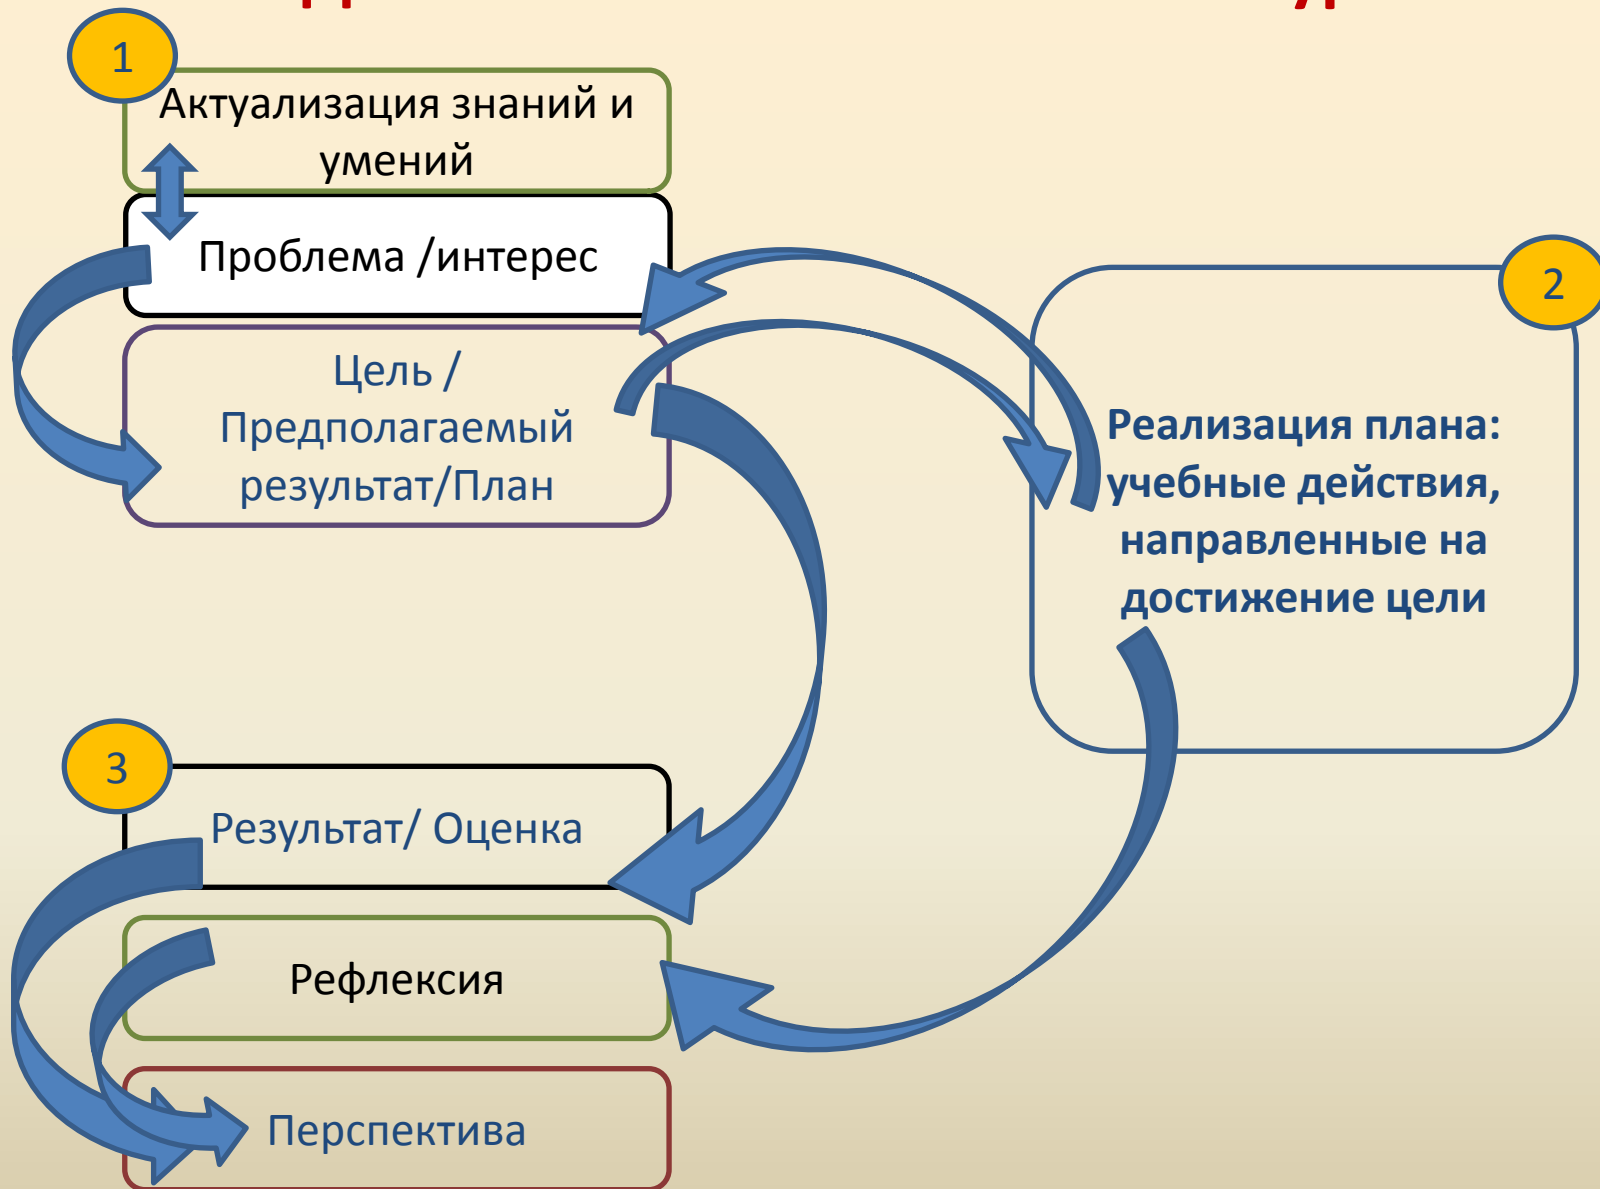 1
Актуализация знаний и
умений
Проблема /интерес
Цель /
Предполагаемый
результат/План
2
Реализация плана:
учебные действия,
направленные на
достижение цели
3
Результат/ Оценка
Рефлексия
Перспектива